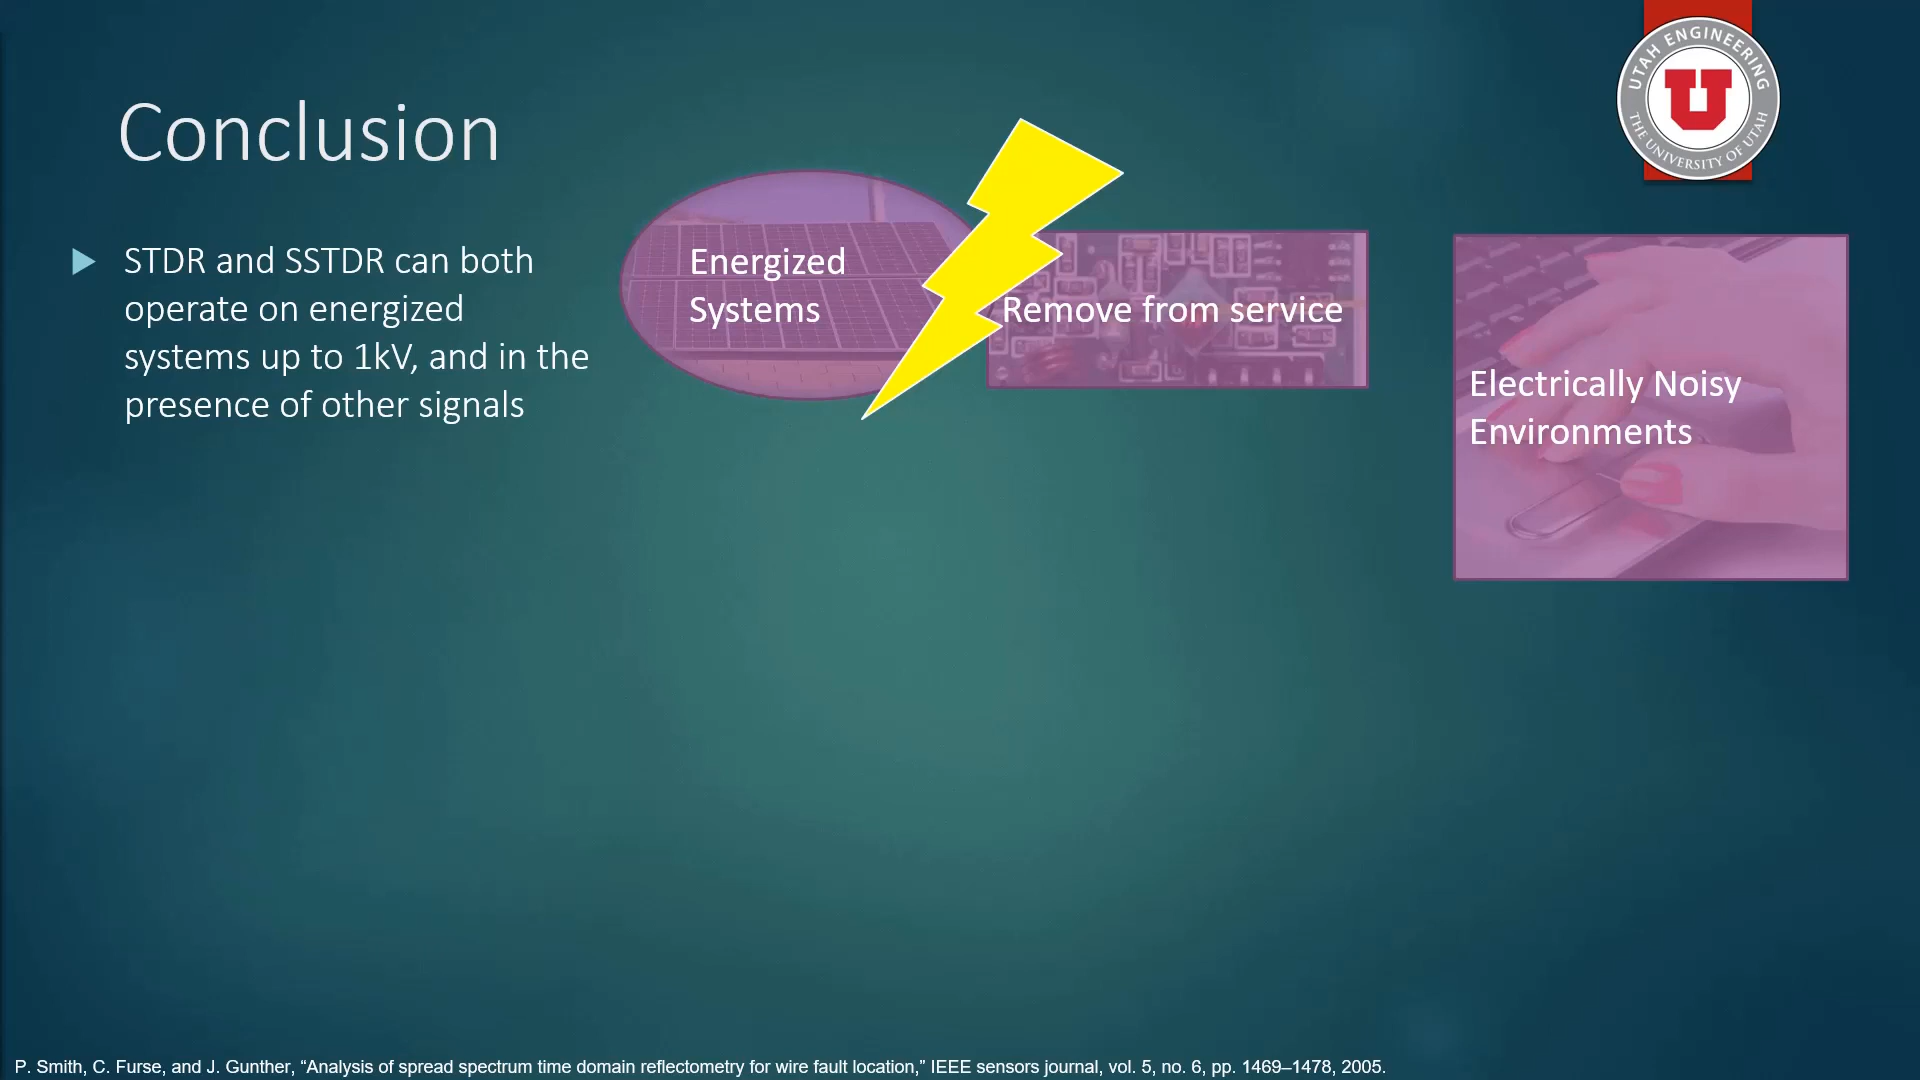 UTAH ENGINEERING
THE UNIVERSITY OF UTAH
U
Conclusion
STDR and SSTDR can both
operate on energized
systems up to 1kV, and in the
presence of other signals
Energized
Systems
Remove from service
Electrically Noisy
Environments
P. Smith, C. Furse, and J. Gunther, “Analysis of spread spectrum time domain reflectometry for wire fault location,” IEEE sensors journal, vol. 5, no. 6, pp. 1469–1478, 2005.